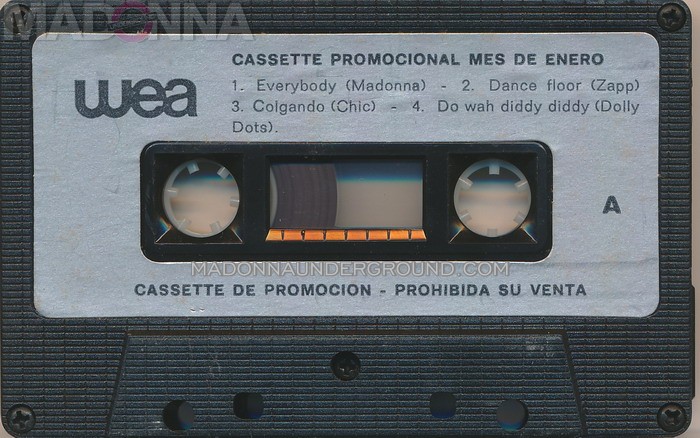 MADONNA
CASSETTE PROMOCIONAL MES DE ENERO
wea
1. Everybody (Madonna) - 2. Dance floor (Zapp)
3. Colgando (Chic) - 4. Do wah diddy diddy (Dolly
Dots).
A
MADONNAUNDERGROUND.COM
CASSETTE DE PROMOCION - PROHIBIDA SU VENTA